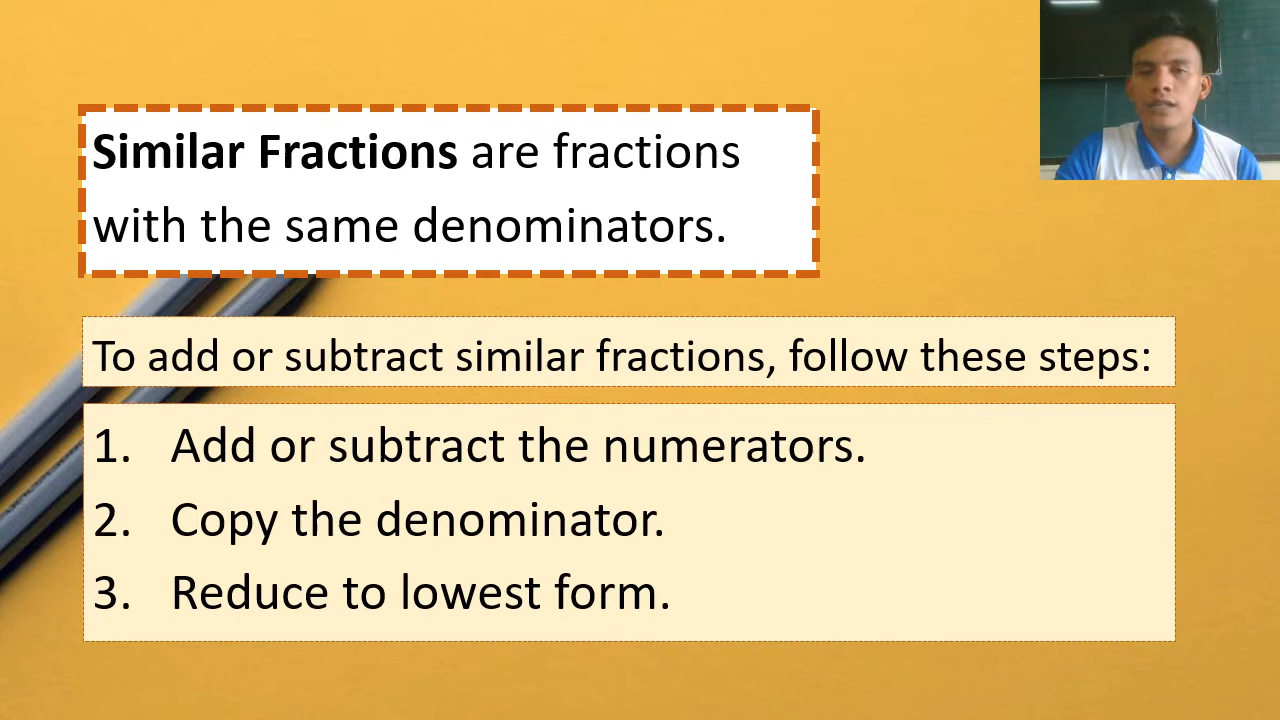 Similar Fractions are fractions
with the same denominators.
To add or subtract similar fractions, follow these steps:
1. Add or subtract the numerators.
2. Copy the denominator.
3. Reduce to lowest form.